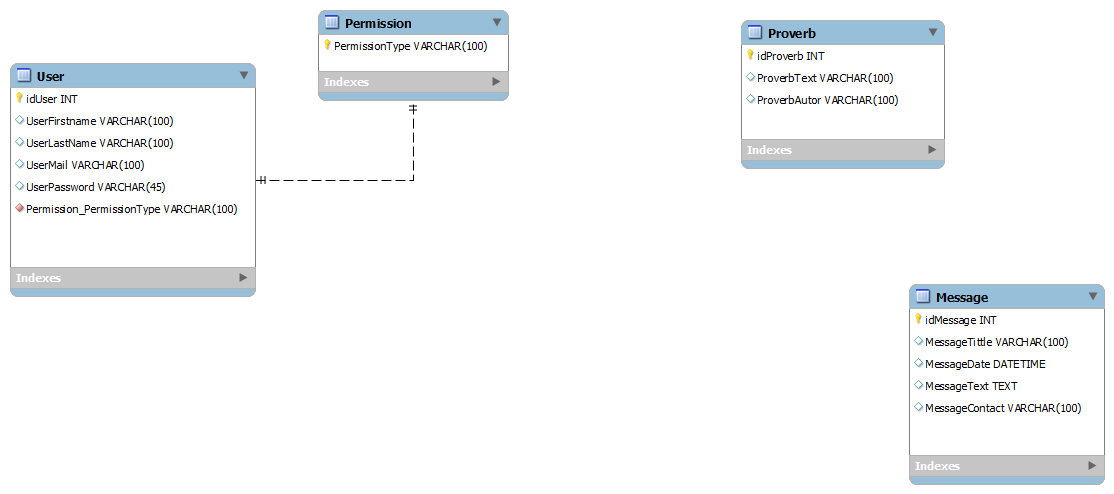 User
idUser INT
UserFirstname VARCHAR(100)
UserLastName VARCHAR(100)
UserMail VARCHAR(100)
UserPassword VARCHAR(45)
Permission_PermissionType VARCHAR(100)
Indexes
Permission
PermissionType VARCHAR(100)
Indexes
Proverb
idProverb INT
ProverbText VARCHAR(100)
ProverbAutor VARCHAR(100)
Indexes
Message
idMessage INT
MessageTittle VARCHAR(100)
MessageDate DATETIME
MessageText TEXT
MessageContact VARCHAR(100)
Indexes